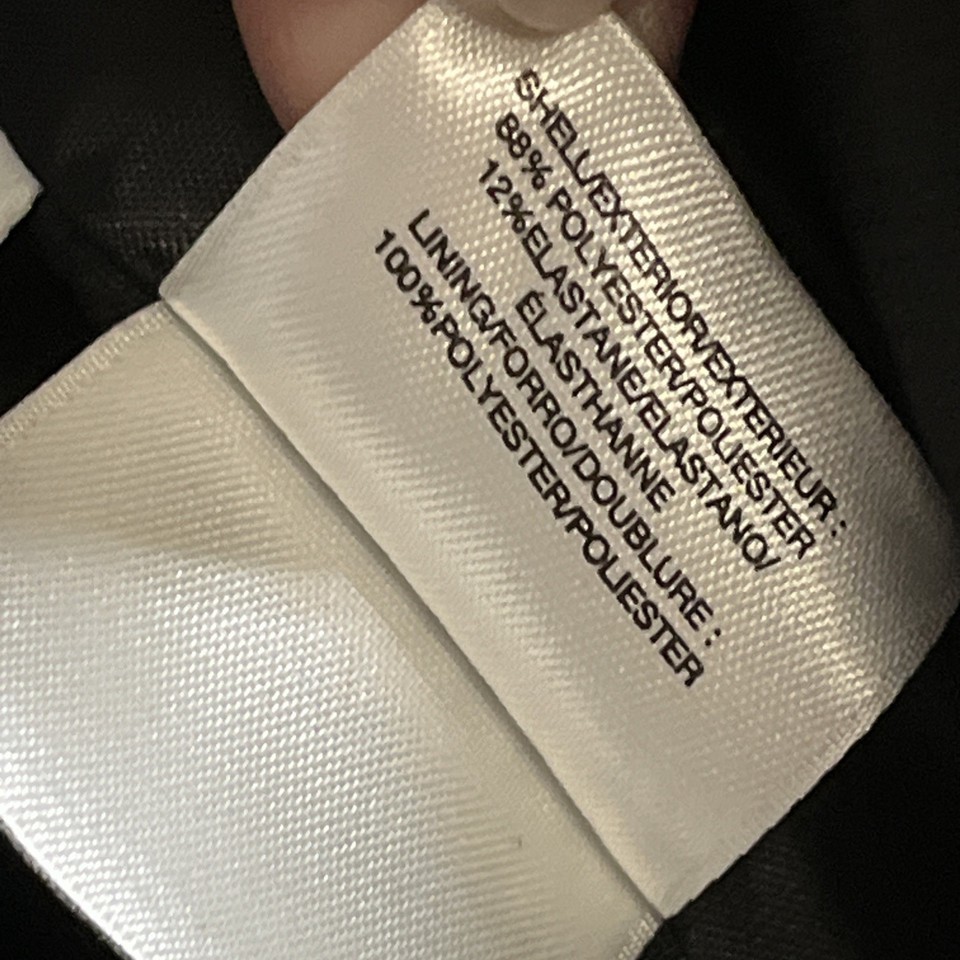 SHELL/EXTERIOR/EXTERIEUR :
88% POLYESTER/POLIESTER
12%ELASTANE/ELASTANO/
ÉLASTHANNE
LINING/FORRO/DOUBLURE :
100%POLYESTER/POLIESTER